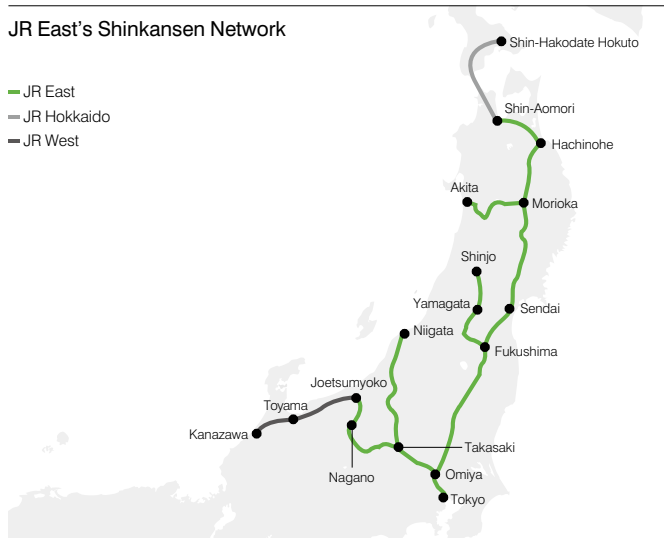 JR East's Shinkansen Network
Shin-Hakodate Hokuto
JR East
JR Hokkaido
JR West
Shin-Aomori
Hachinohe
Akita
Morioka
Shinjo
Yamagata
Sendai
Niigata
Fukushima
Joetsumyoko
Toyama
Kanazawa
Takasaki
Nagano
Omiya
Tokyo